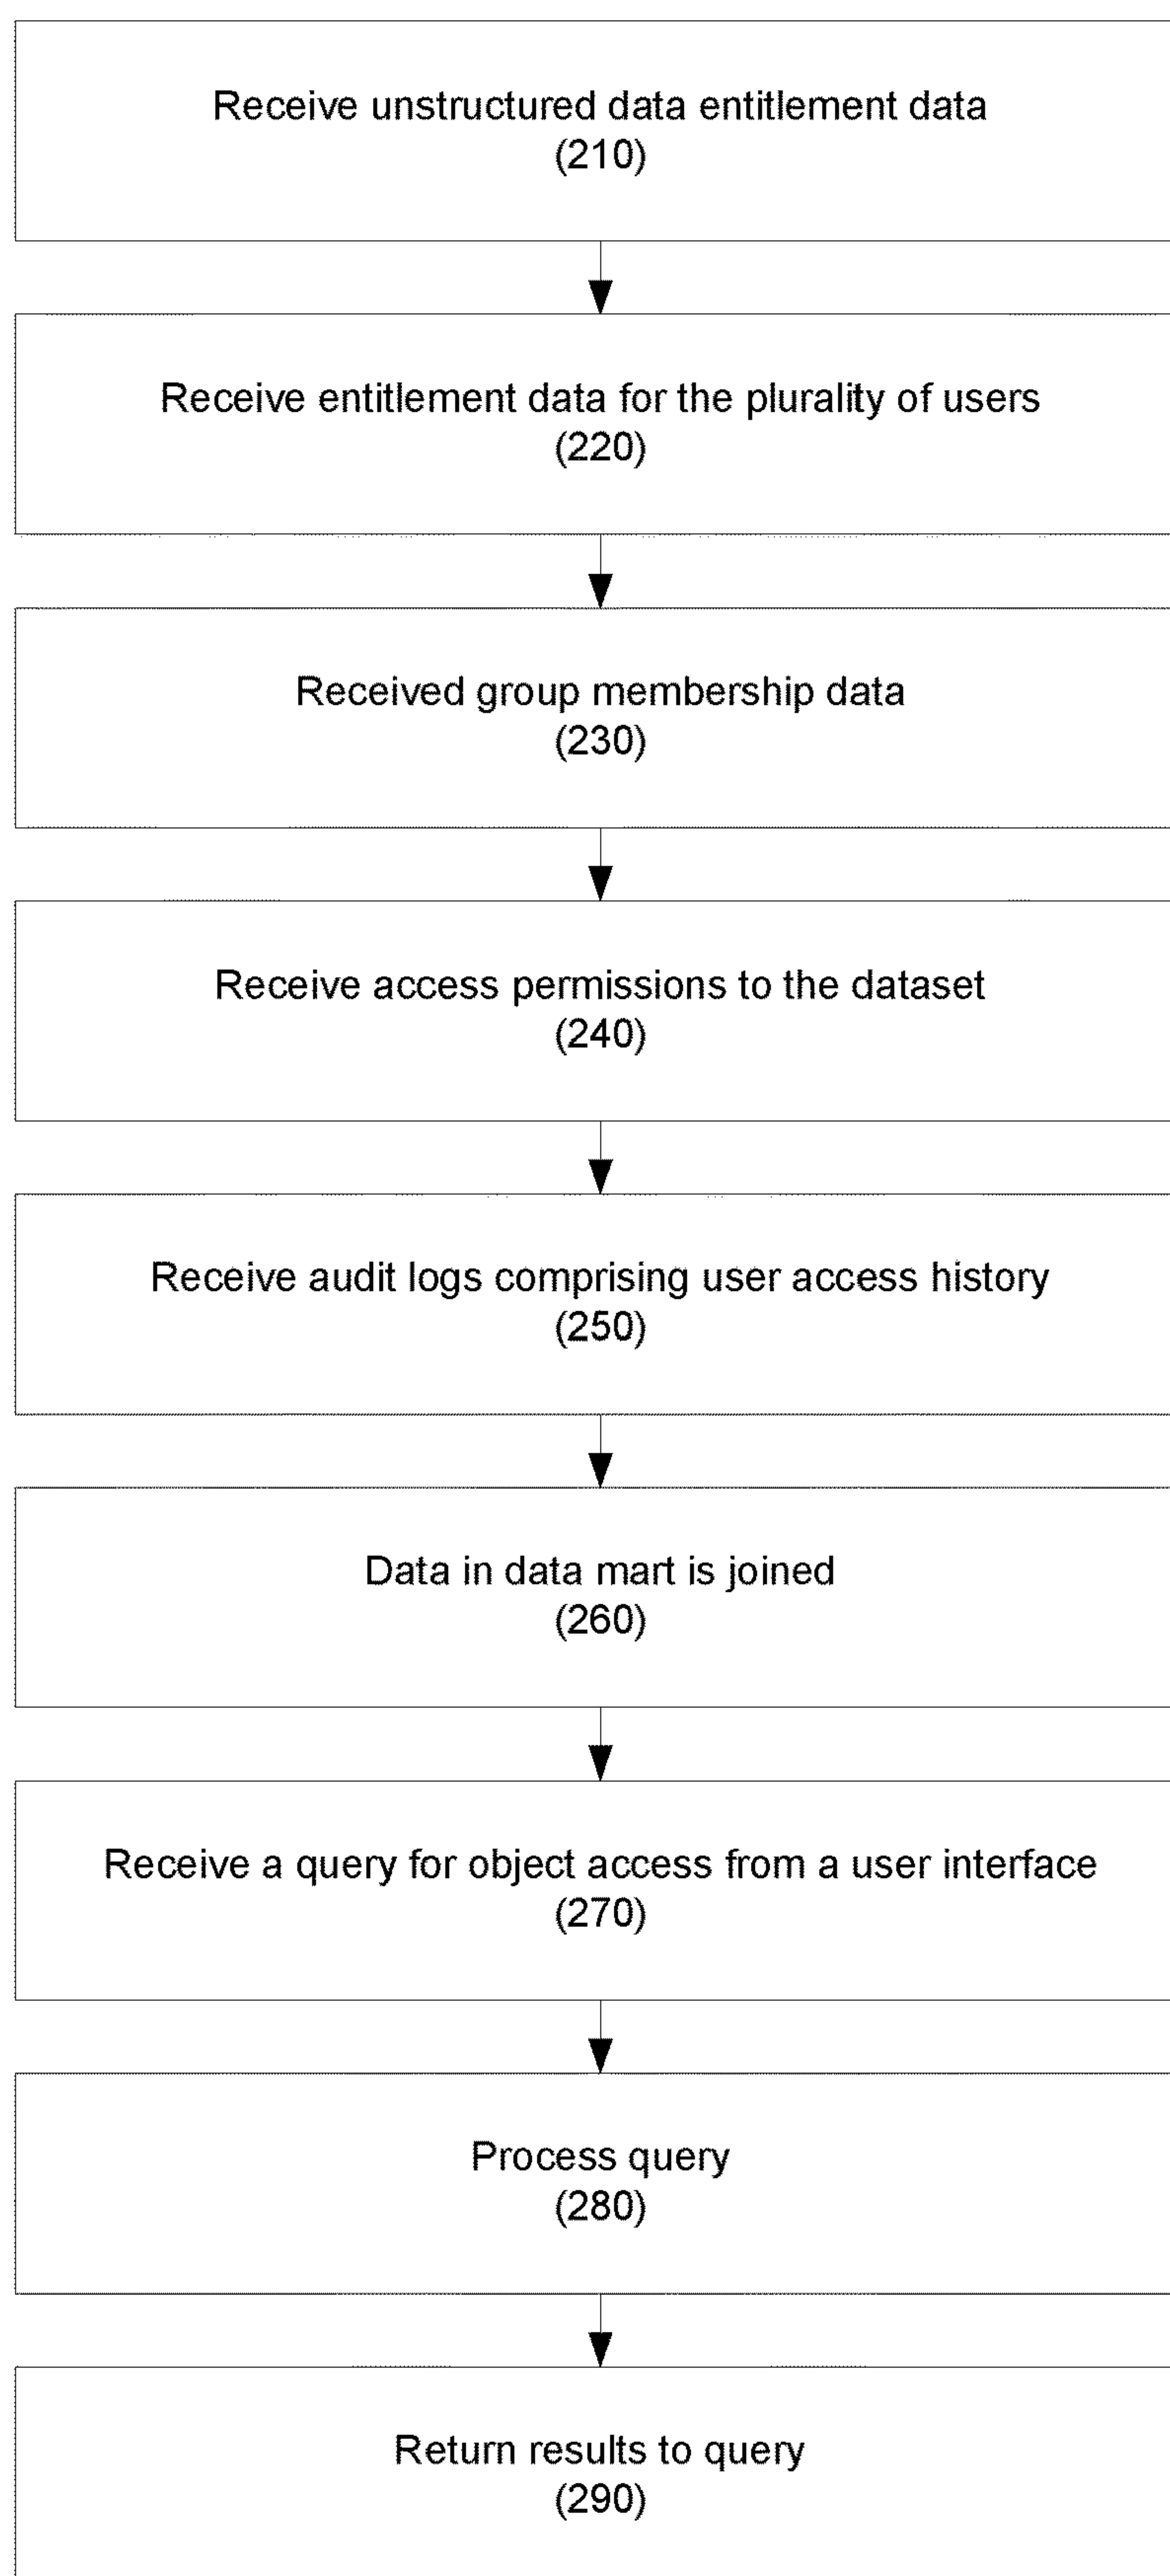 Receive unstructured data entitlement data
(210)
Receive entitlement data for the plurality of users
(220)
Received group membership data
(230)
Receive access permissions to the dataset
(240)
Receive audit logs comprising user access history
(250)
Data in data mart is joined
(260)
Receive a query for object access from a user interface
(270)
Process query
(280)
Return results to query
(290)